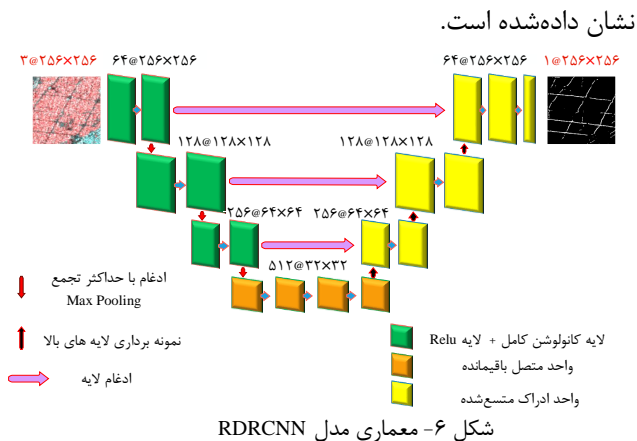 نشان داده‌شده است.
۳@۲۵۶×۲۵۶
۶۴@۲۵۶×۲۵۶
۶۴@۲۵۶×۲۵۶
۱@۲۵۶×۲۵۶
۱۲۸@۱۲۸×۱۲۸
۱۲۸@۱۲۸×۱۲۸
۲۵۶@۶۴×۶۴
۲۵۶@۶۴×۶۴
۵۱۲@۳۲×۳۲
ادغام با حداکثر تجمع
Max Pooling
نمونه برداری لایه های بالا
ادغام لایه
لایه کانولوشن کامل + لایه Relu
واحد متصل باقیمانده
واحد ادراک متسع‌شده
شکل ۶- معماری مدل RDRCNN